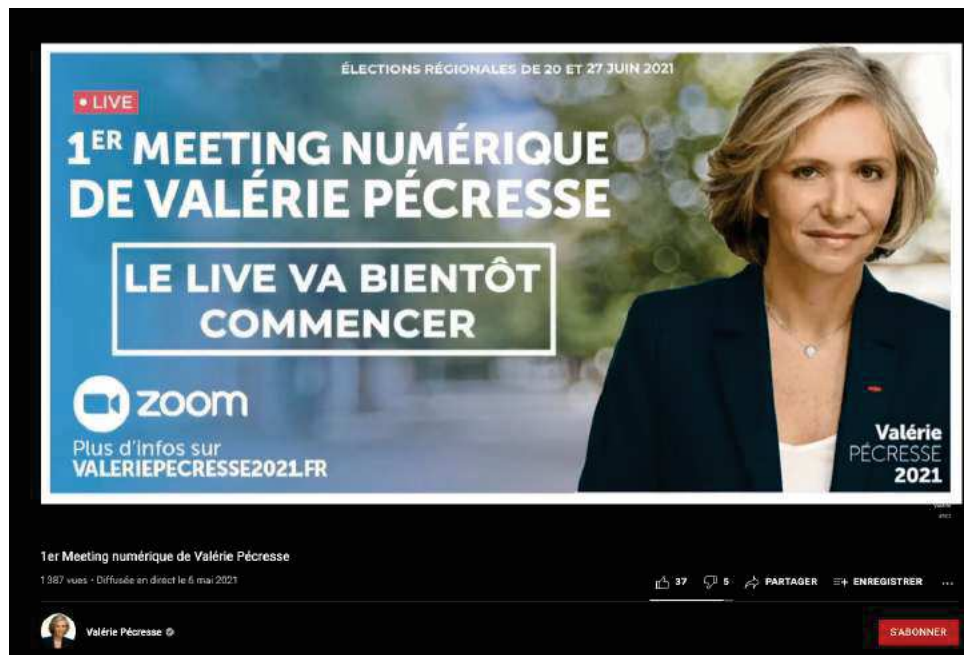 ÉLECTIONS RÉGIONALES DE 20 ET 27 JUIN 2021
• LIVE
1ER MEETING NUMÉRIQUE
DE VALÉRIE PÉCRESSE
LE LIVE VA BIENTÔT
COMMENCER
zoom
Plus d'infos sur
VALERIEPECRESSE2021.FR
Valérie
PÉCRESSE
2021
1er Meeting numérique de Valérie Pécresse
1 387 vues • Diffusée en direct le 6 mai 2021
37 5 PARTAGER ENREGISTRER ...
Valérie Pécresse
S'ABONNER